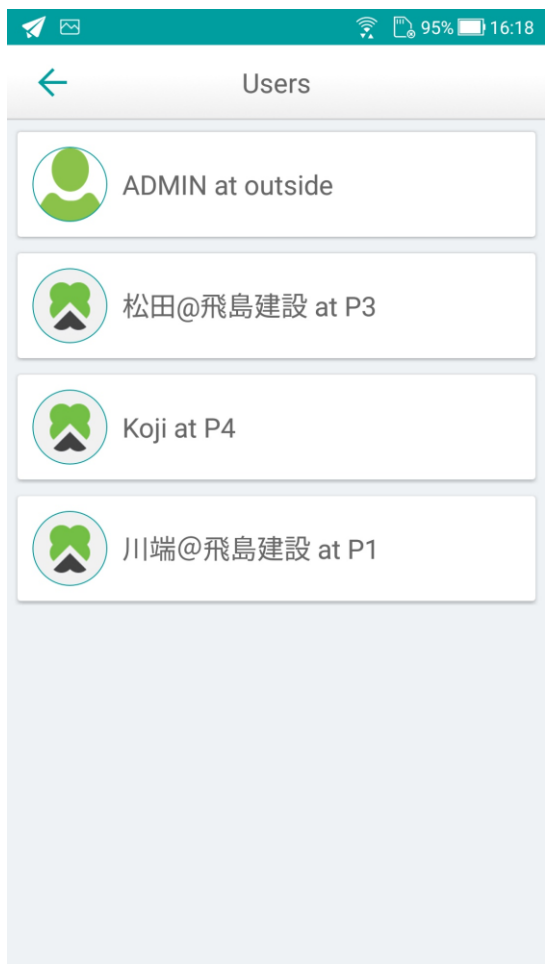 95% 16:18
Users
ADMIN at outside
松田@飛島建設 at P3
Koji at P4
川端＠飛島建設 at P1